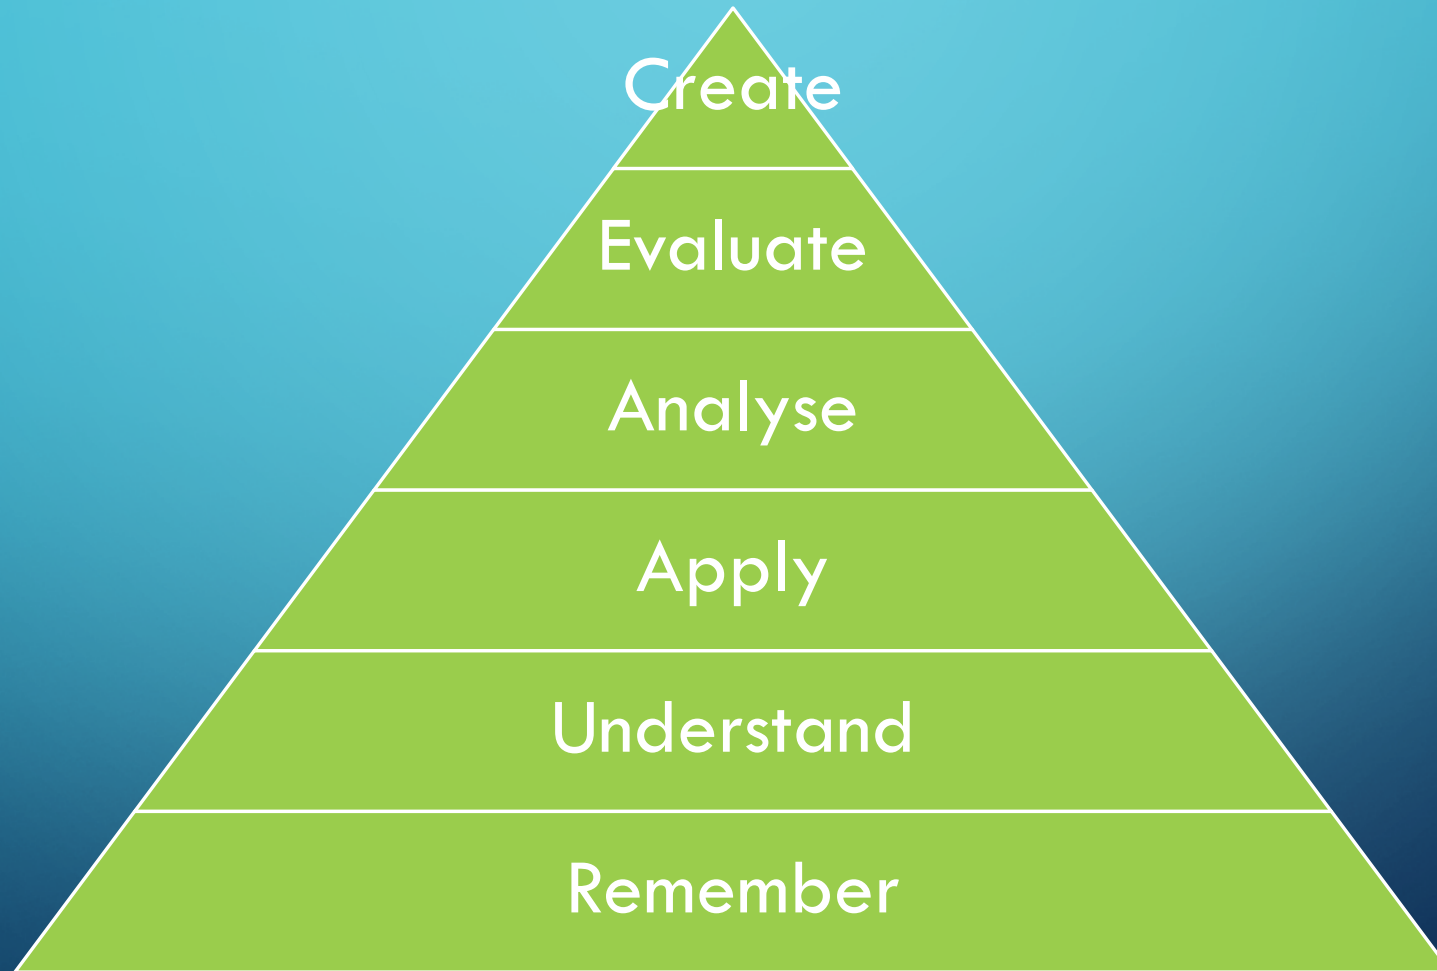 Create
Evaluate
Analyse
Apply
Understand
Remember